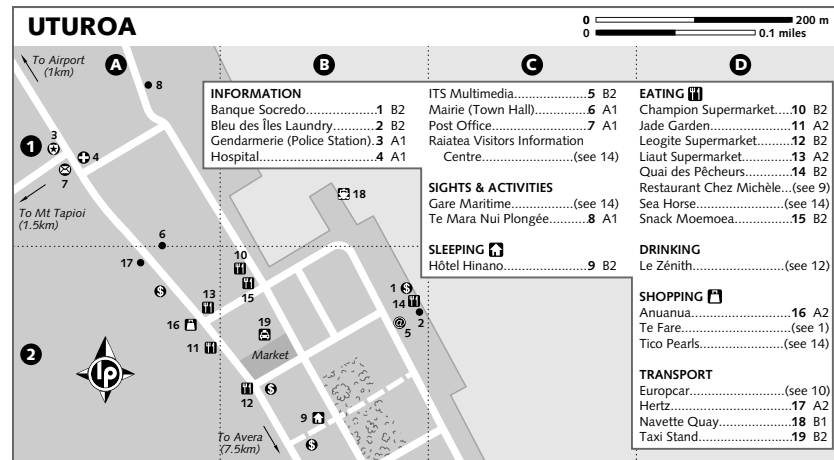 UTUROA
0 200 m
0 0.1 miles
To Airport
(1km)
A
B
C
D
8
INFORMATION
Banque Socredo...............1 B2
Bleu des Îles Laundry.......2 B2
Gendarmerie (Police Station).3 A1
Hospital.........................4 A1
ITS Multimedia................5 B2
Mairie (Town Hall)...........6 A1
Post Office.....................7 A1
Raiatea Visitors Information
Centre....................(see 14)
SIGHTS & ACTIVITIES
Gare Maritime...............(see 14)
Te Mara Nui Plongée.......8 A1
SLEEPING
Hôtel Hinano..................9 B2
EATING
Champion Supermarket....10 B2
Jade Garden...................11 A2
Leogite Supermarket........12 B2
Liaut Supermarket...........13 A2
Quai des Pêcheurs...........14 B2
Restaurant Chez Michèle...(see 9)
Sea Horse.....................(see 14)
Snack Moemoea..............15 B2
DRINKING
Le Zénith......................(see 12)
SHOPPING
Anuanua.......................16 A2
Te Fare.........................(see 1)
Tico Pearls....................(see 14)
TRANSPORT
Europcar......................(see 10)
Hertz...........................17 A2
Navette Quay.................18 B1
Taxi Stand....................19 B2
1
3
4
7
To Mt Tapioi
(1.5km)
18
6
17
10
15
13
16
11
19
Market
1
14
2
@
5
2
lp
12
9
To Avera
(7.5km)